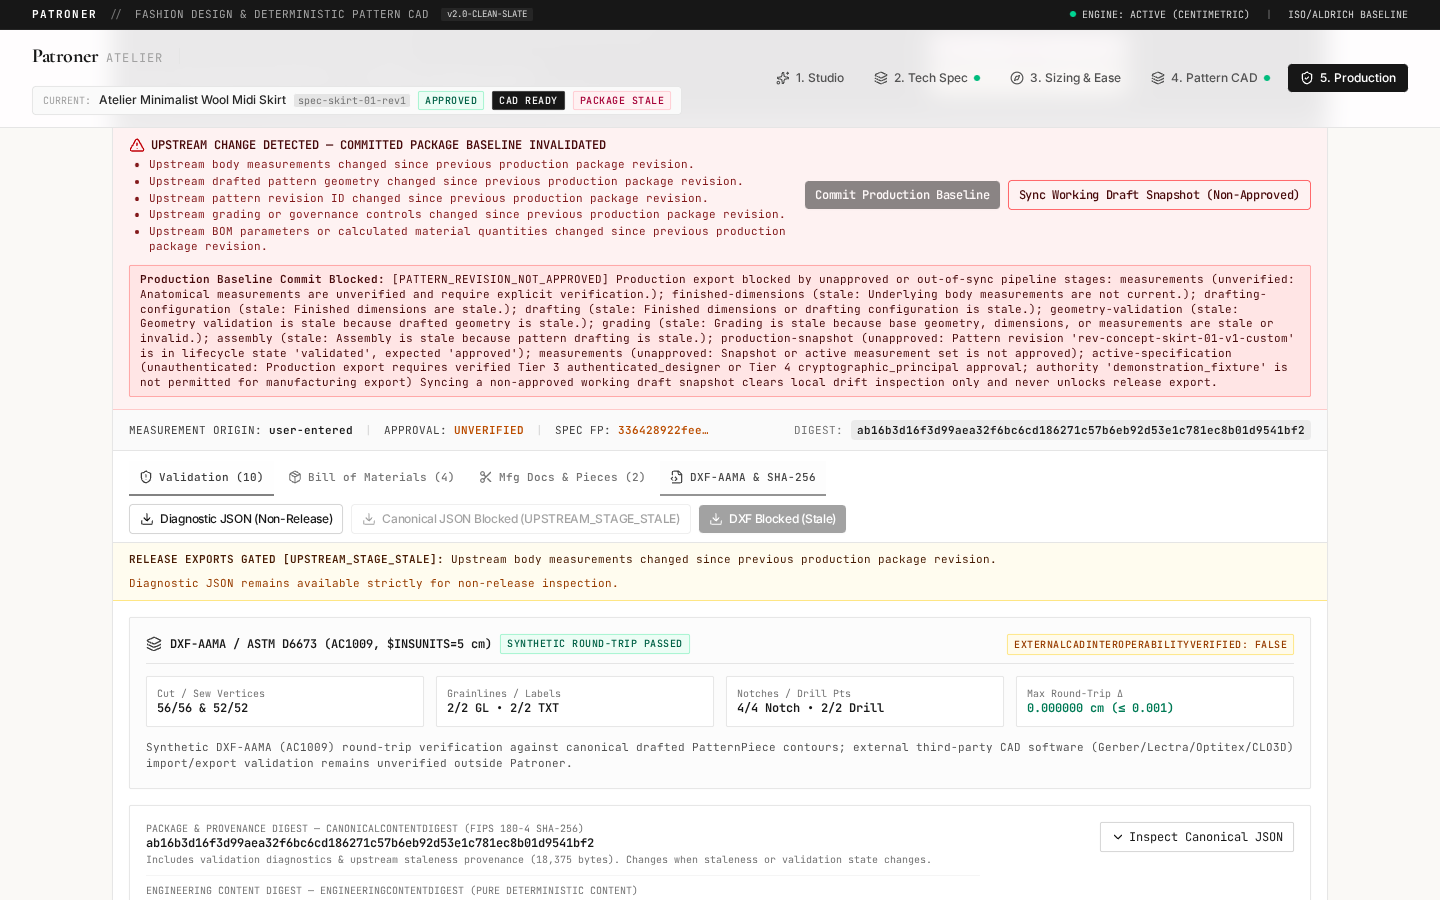 PATRONER // FASHION DESIGN & DETERMINISTIC PATTERN CAD v2.0-CLEAN-SLATE
ENGINE: ACTIVE (CENTIMETRIC) | ISO/ALDRICH BASELINE
Patroner ATELIER
1. Studio 2. Tech Spec 3. Sizing & Ease 4. Pattern CAD 5. Production
CURRENT: Atelier Minimalist Wool Midi Skirt spec-skirt-01-rev1 APPROVED CAD READY PACKAGE STALE
UPSTREAM CHANGE DETECTED — COMMITTED PACKAGE BASELINE INVALIDATED
• Upstream body measurements changed since previous production package revision.
• Upstream drafted pattern geometry changed since previous production package revision.
• Upstream pattern revision ID changed since previous production package revision.
• Upstream grading or governance controls changed since previous production package revision.
• Upstream BOM parameters or calculated material quantities changed since previous production
package revision.
Commit Production Baseline Sync Working Draft Snapshot (Non-Approved)
Production Baseline Commit Blocked: [PATTERN_REVISION_NOT_APPROVED] Production export blocked by unapproved or out-of-sync pipeline stages: measurements (unverified:
Anatomical measurements are unverified and require explicit verification.); finished-dimensions (stale: Underlying body measurements are not current.); drafting-
configuration (stale: Finished dimensions are stale.); drafting (stale: Finished dimensions or drafting configuration is stale.); geometry-validation (stale:
Geometry validation is stale because drafted geometry is stale.); grading (stale: Grading is stale because base geometry, dimensions, or measurements are stale or
invalid.); assembly (stale: Assembly is stale because pattern drafting is stale.); production-snapshot (unapproved: Pattern revision 'rev-concept-skirt-01-v1-custom'
is in lifecycle state 'validated', expected 'approved'); measurements (unapproved: Snapshot or active measurement set is not approved); active-specification
(unauthenticated: Production export requires verified Tier 3 authenticated_designer or Tier 4 cryptographic_principal approval; authority 'demonstration_fixture' is
not permitted for manufacturing export) Syncing a non-approved working draft snapshot clears local drift inspection only and never unlocks release export.
MEASUREMENT ORIGIN: user-entered | APPROVAL: UNVERIFIED | SPEC FP: 336428922fee…
DIGEST: ab16b3d16f3d99aea32f6bc6cd186271c57b6eb92d53e1c781ec8b01d9541bf2
Validation (10) Bill of Materials (4) Mfg Docs & Pieces (2) DXF-AAMA & SHA-256
Diagnostic JSON (Non-Release) Canonical JSON Blocked (UPSTREAM_STAGE_STALE) DXF Blocked (Stale)
RELEASE EXPORTS GATED [UPSTREAM_STAGE_STALE]: Upstream body measurements changed since previous production package revision.
Diagnostic JSON remains available strictly for non-release inspection.
DXF-AAMA / ASTM D6673 (AC1009, $INSUNITS=5 cm) SYNTHETIC ROUND-TRIP PASSED
EXTERNALCADINTEROPERABILITYVERIFIED: FALSE
Cut / Sew Vertices
56/56 & 52/52
Grainlines / Labels
2/2 GL • 2/2 TXT
Notches / Drill Pts
4/4 Notch • 2/2 Drill
Max Round-Trip Δ
0.000000 cm (≤ 0.001)
Synthetic DXF-AAMA (AC1009) round-trip verification against canonical drafted PatternPiece contours; external third-party CAD software (Gerber/Lectra/Optitex/CLO3D)
import/export validation remains unverified outside Patroner.
PACKAGE & PROVENANCE DIGEST — CANONICALCONTENTDIGEST (FIPS 180-4 SHA-256)
ab16b3d16f3d99aea32f6bc6cd186271c57b6eb92d53e1c781ec8b01d9541bf2
Includes validation diagnostics & upstream staleness provenance (18,375 bytes). Changes when staleness or validation state changes.
Inspect Canonical JSON
ENGINEERING CONTENT DIGEST — ENGINEERINGCONTENTDIGEST (PURE DETERMINISTIC CONTENT)